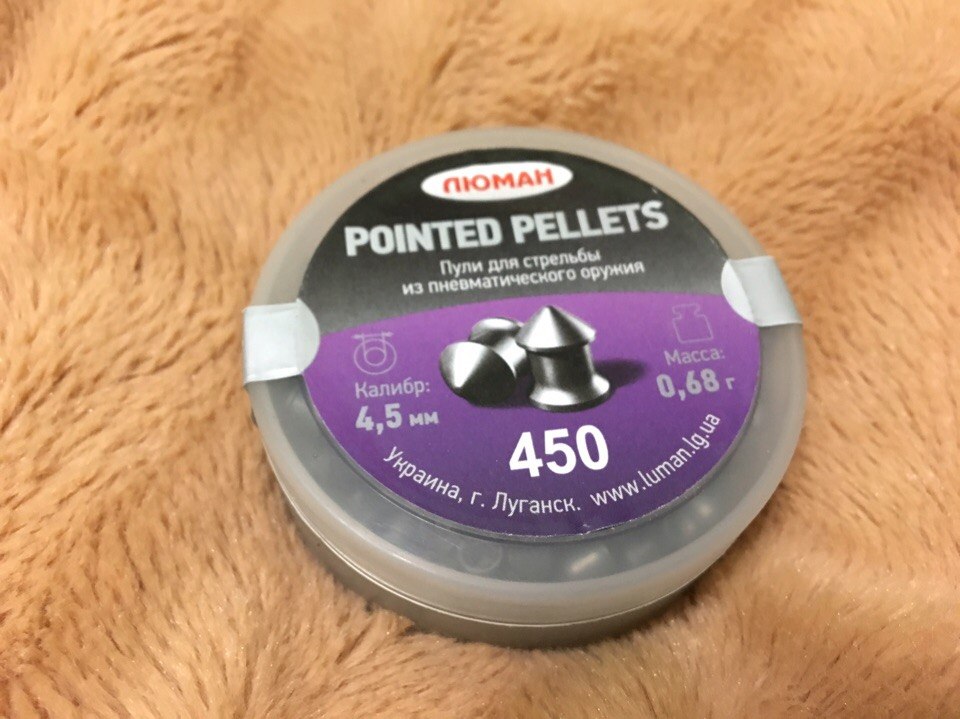 ЛЮМАН
POINTED PELLETS
Пули для стрельбы
из пневматического оружия
Калибр:
4,5 мм
Масса:
0,68 г
450
Украина, г. Луганск. www.luman.lg.ua